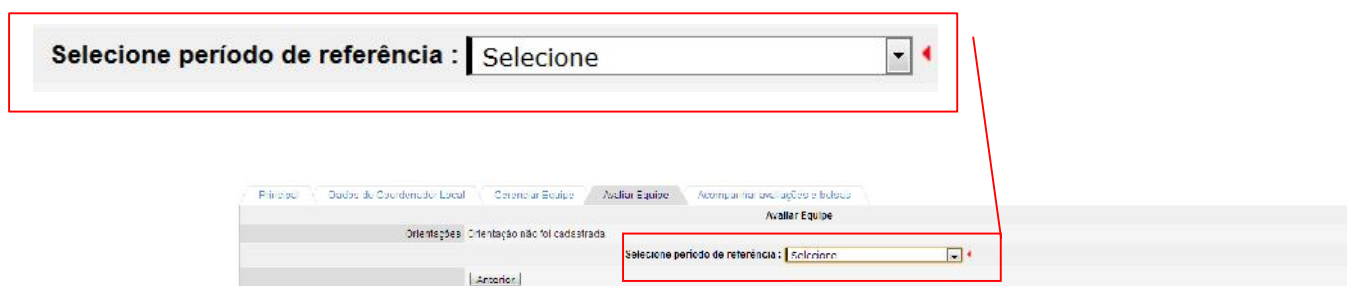 Selecione período de referência : Selecione
Principal Dados do Coordenador Local Gerenciar Equipe Avaliar Equipe Acompanhar avaliações e bolsas
Avaliar Equipe
Orientações Orientação não foi cadastrada
Selecione período de referência : Selecione
Anterior